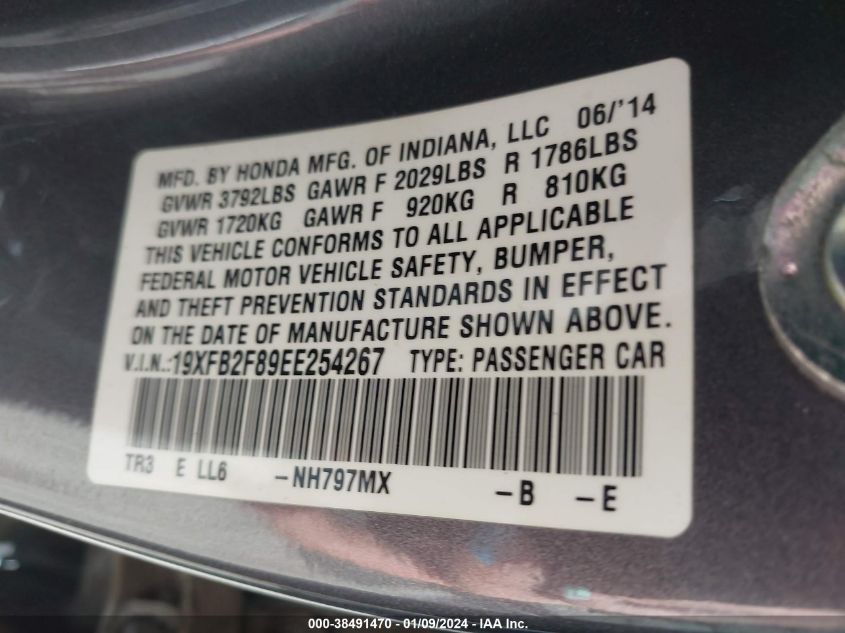 MFD. BY HONDA MFG. OF INDIANA, LLC 06/'14
GVWR 3792LBS GAWR F 2029LBS R 1786LBS
GVWR 1720KG GAWR F 920KG R 810KG
THIS VEHICLE CONFORMS TO ALL APPLICABLE
FEDERAL MOTOR VEHICLE SAFETY, BUMPER,
AND THEFT PREVENTION STANDARDS IN EFFECT
ON THE DATE OF MANUFACTURE SHOWN ABOVE.
V.I.N.:19XFB2F89EE254267 TYPE: PASSENGER CAR
TR3 E LL6 -NH797MX -B -E
000-38491470 - 01/09/2024 - IAA Inc.